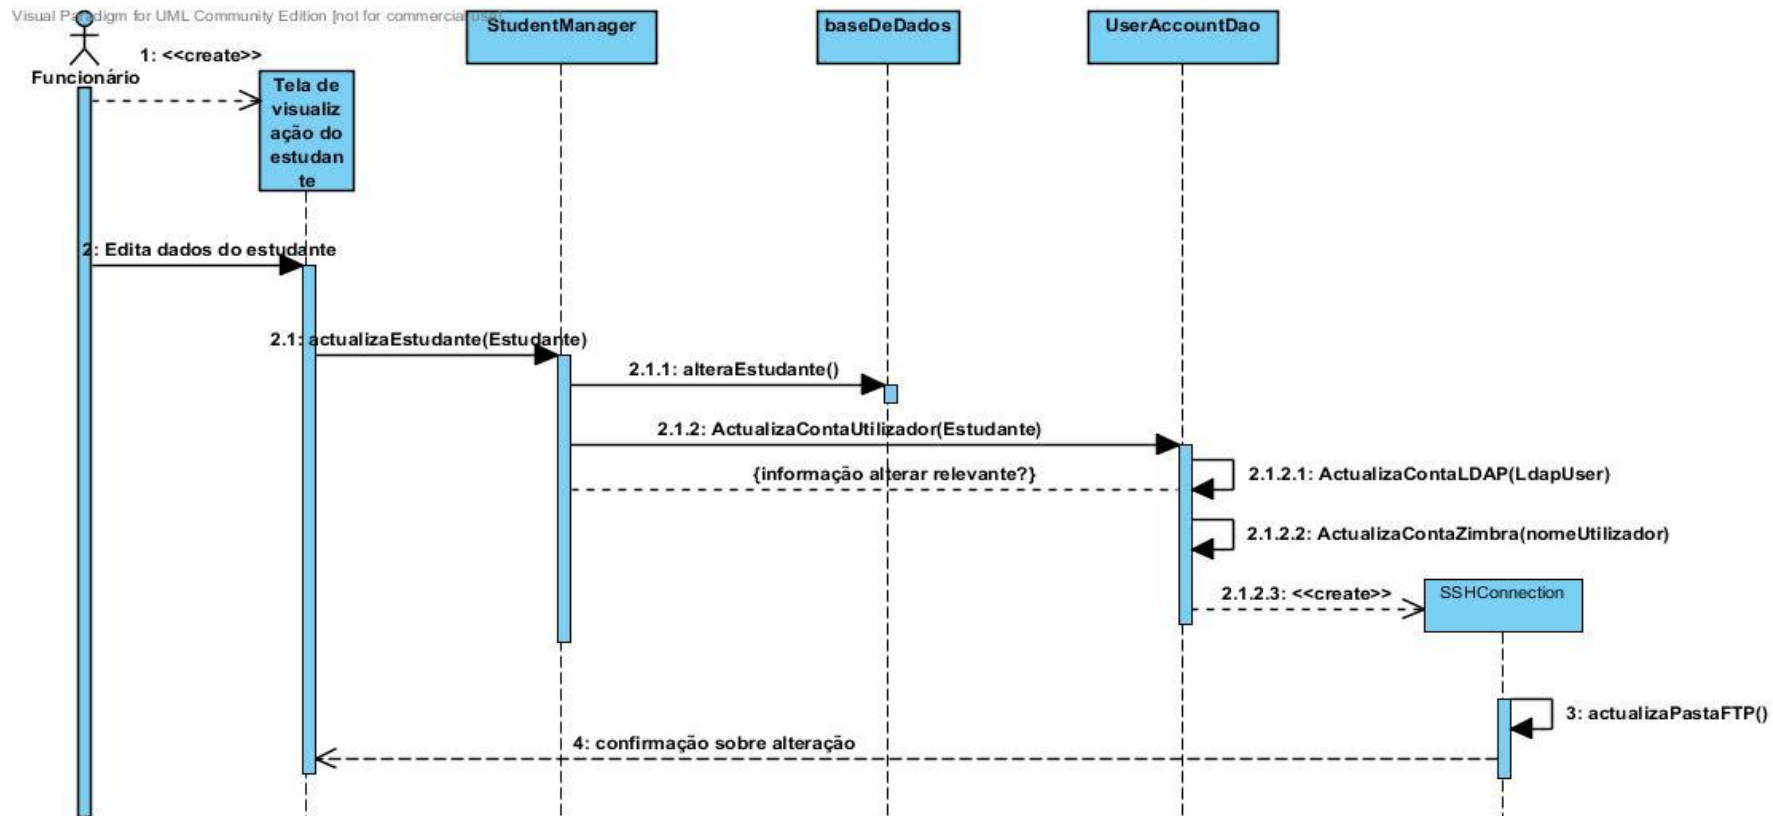 Visual Paradigm for UML Community Edition [not for commercial use]
StudentManager
baseDeDados
UserAccountDao
1: <<create>>
Funcionário
Tela de
visualiz
ação do
estudan
te
2: Edita dados do estudante
2.1: actualizaEstudante(Estudante)
2.1.1: alteraEstudante()
2.1.2: ActualizaContaUtilizador(Estudante)
{informação alterar relevante?}
2.1.2.1: ActualizaContaLDAP(LdapUser)
2.1.2.2: ActualizaContaZimbra(nomeUtilizador)
2.1.2.3: <<create>>
SSHConnection
3: actualizaPastaFTP()
4: confirmação sobre alteração